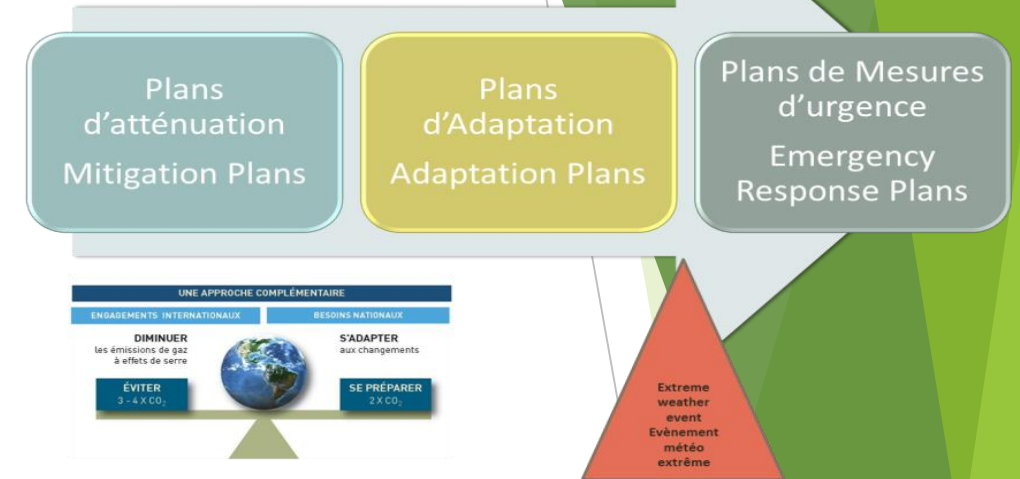 Plans
d'atténuation
Mitigation Plans
Plans
d'Adaptation
Adaptation Plans
Plans de Mesures
d'urgence
Emergency
Response Plans
UNE APPROCHE COMPLÉMENTAIRE
ENGAGEMENTS INTERNATIONAUX
BESOINS NATIONAUX
DIMINUER
les émissions de gaz
à effets de serre
S'ADAPTER
aux changements
ÉVITER
3 - 4 X CO₂
SE PRÉPARER
2 X CO₂
Extreme
weather
event
Evènement
météo
extrême